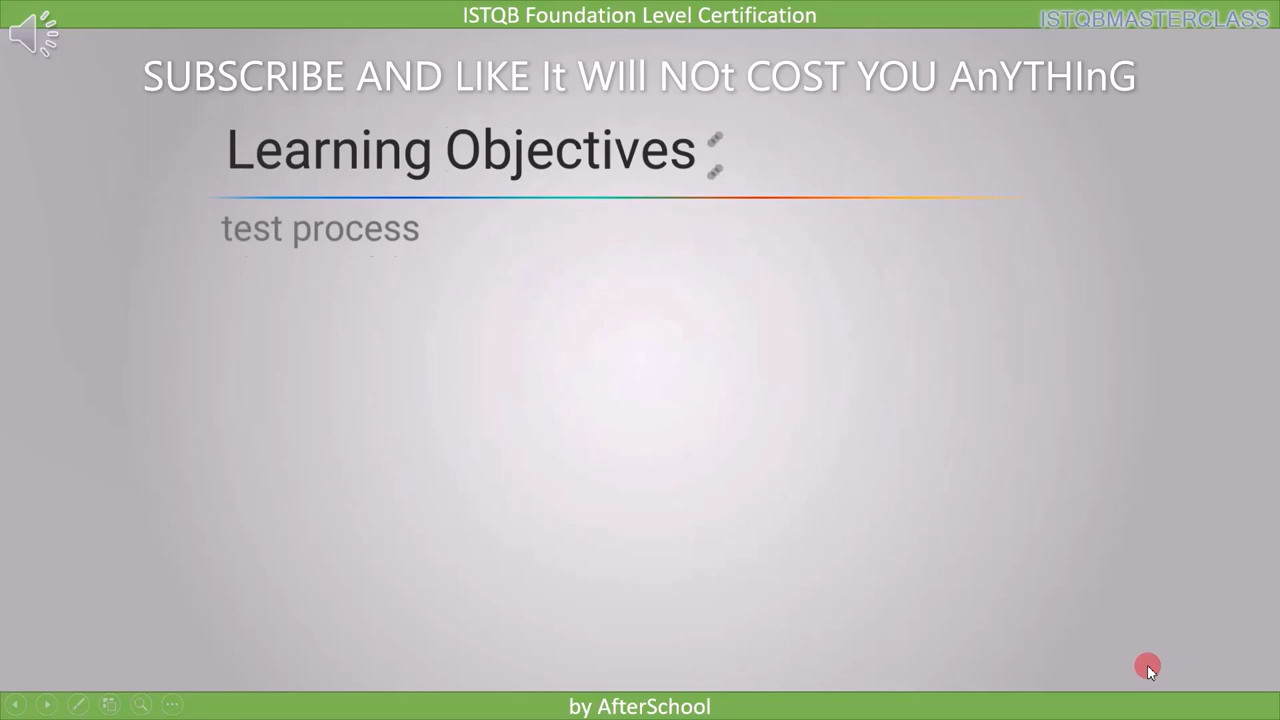 ISTQB Foundation Level Certification
ISTQBMASTERCLASS
SUBSCRIBE AND LIKE It WIll NOt COST YOU AnYTHInG
Learning Objectives:
test process
by AfterSchool